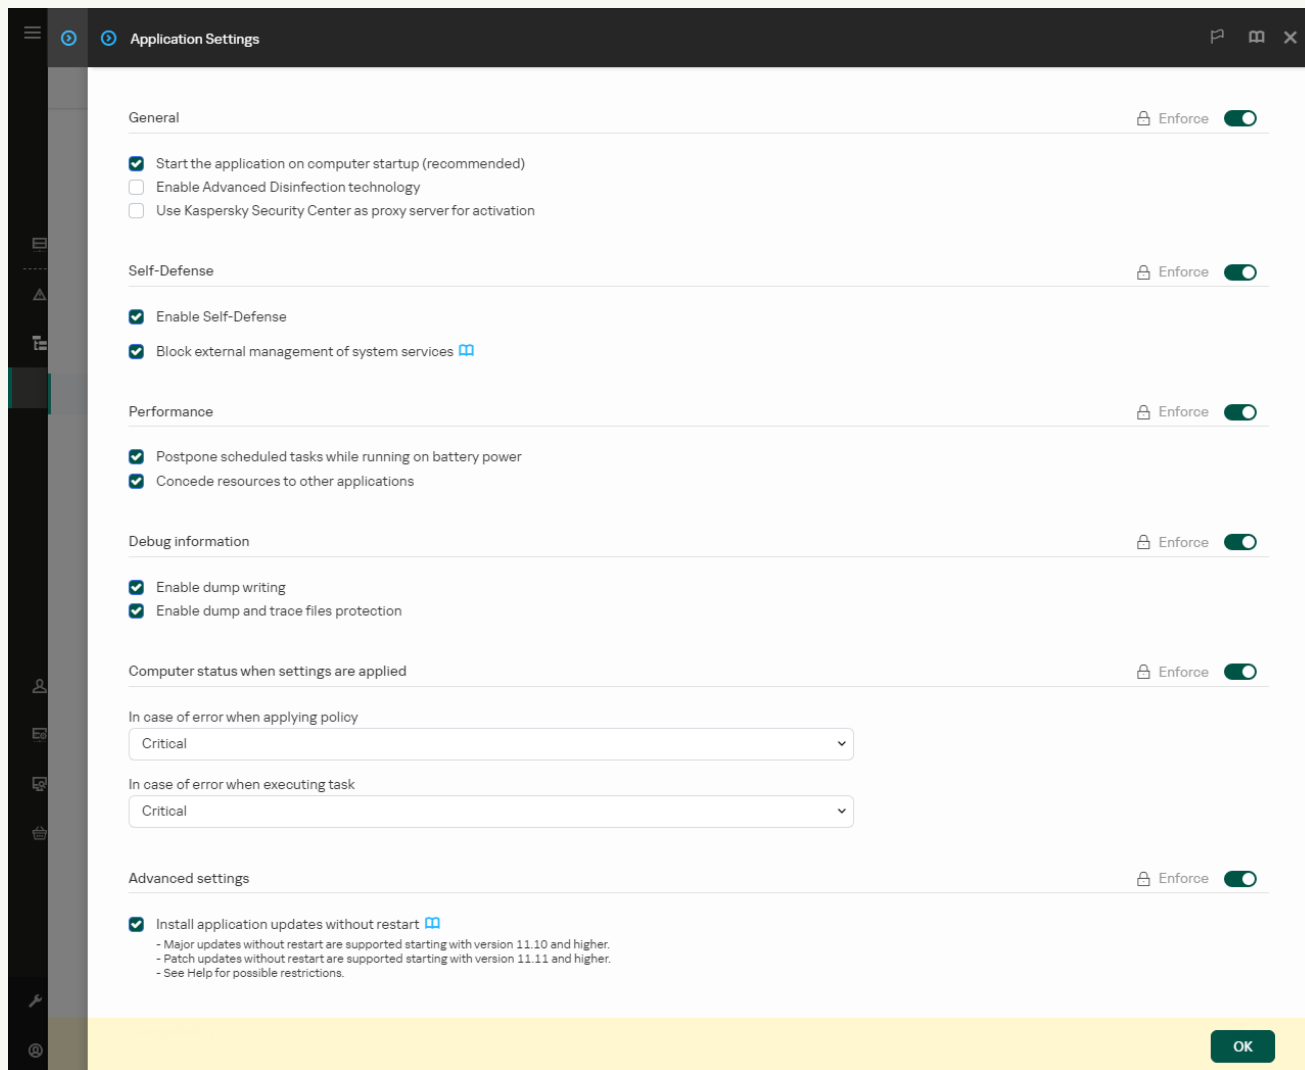 Application Settings
General
Enforce
Start the application on computer startup (recommended)
Enable Advanced Disinfection technology
Use Kaspersky Security Center as proxy server for activation
Self-Defense
Enforce
Enable Self-Defense
Block external management of system services
Performance
Enforce
Postpone scheduled tasks while running on battery power
Concede resources to other applications
Debug information
Enforce
Enable dump writing
Enable dump and trace files protection
Computer status when settings are applied
Enforce
In case of error when applying policy
Critical
In case of error when executing task
Critical
Advanced settings
Enforce
Install application updates without restart
- Major updates without restart are supported starting with version 11.10 and higher.
- Patch updates without restart are supported starting with version 11.11 and higher.
- See Help for possible restrictions.
OK